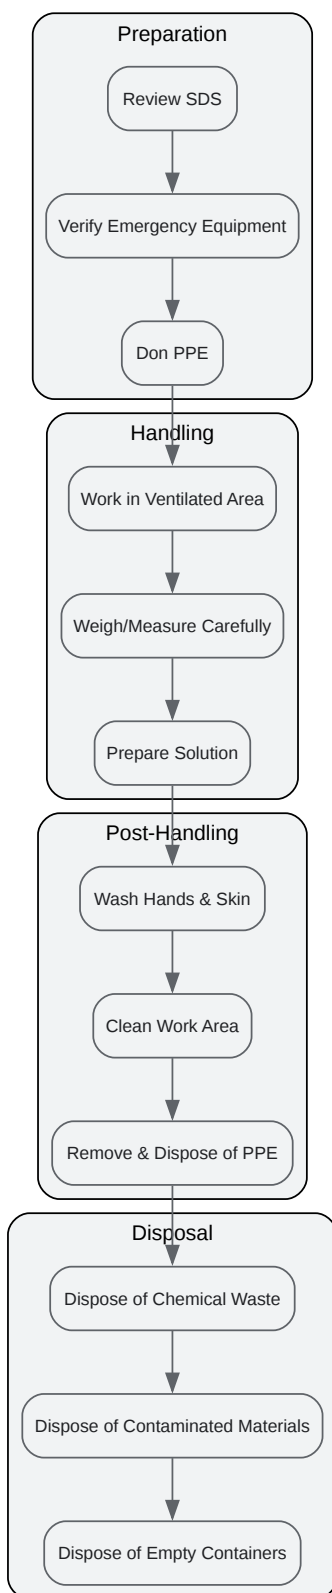 Preparation
Review SDS
Verify Emergency Equipment
Don PPE
Handling
Work in Ventilated Area
Weigh/Measure Carefully
Prepare Solution
Post-Handling
Wash Hands & Skin
Clean Work Area
Remove & Dispose of PPE
Disposal
Dispose of Chemical Waste
Dispose of Contaminated Materials
Dispose of Empty Containers